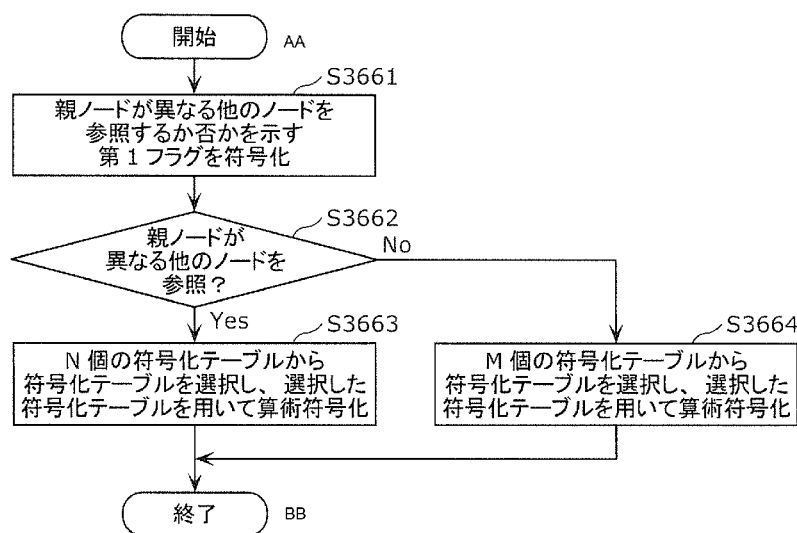 開始
AA
S3661
親ノードが異なる他のノードを
参照するか否かを示す
第1フラグを符号化
S3662
親ノードが
異なる他のノードを
参照？
No
Yes
S3663
N 個の符号化テーブルから
符号化テーブルを選択し、選択した
符号化テーブルを用いて算術符号化
S3664
M 個の符号化テーブルから
符号化テーブルを選択し、選択した
符号化テーブルを用いて算術符号化
終了
BB